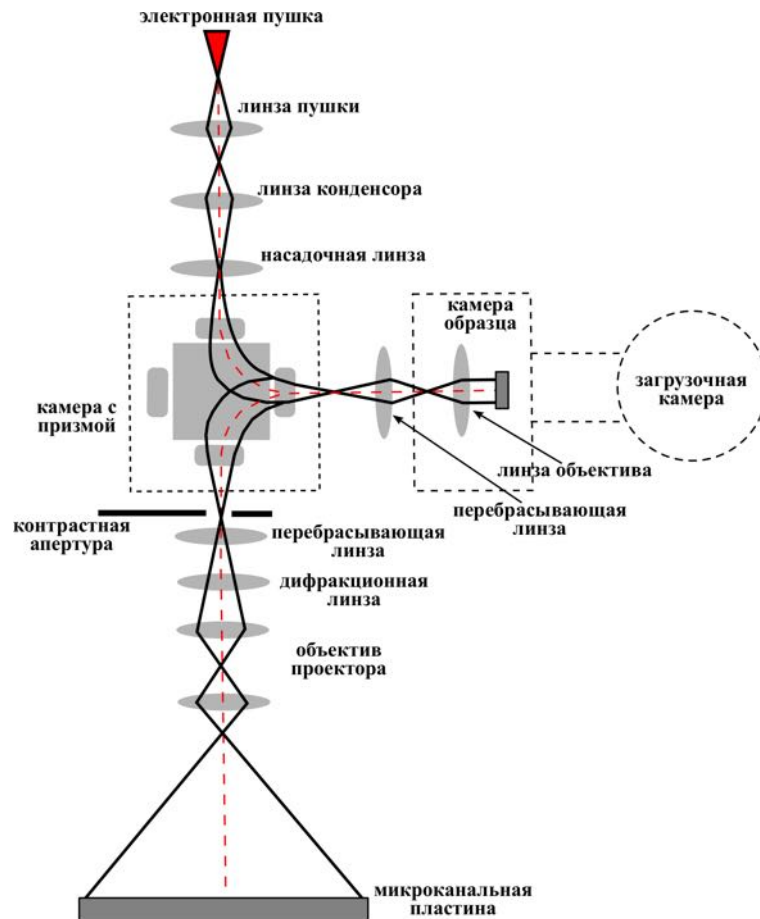 электронная пушка
линза пушки
линза конденсора
насадочная линза
камера
образца
загрузочная
камера
камера с
призмой
линза объектива
перебрасывающая
линза
контрастная
апертура
перебрасывающая
линза
дифракционная
линза
объектив
проектора
микроканальная
пластина